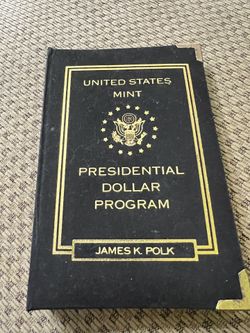 UNITED STATES
MINT
PRESIDENTIAL
DOLLAR
PROGRAM
JAMES K. POLK